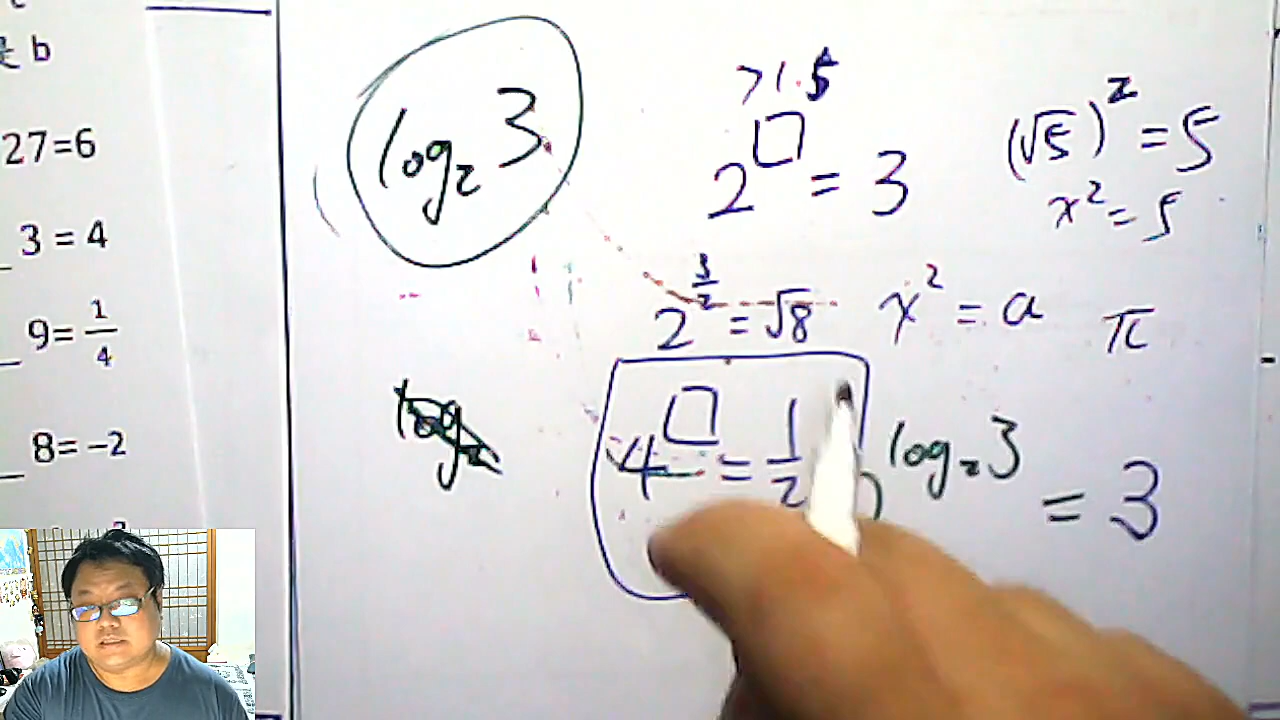 是 b
27=6
_ 3 = 4
_ 9= 1/4
_ 8= −2
log₂3
>1.5
2^□ = 3
(√5)² = 5
x² = 5
2^(3/2) = √8
x² = a
π
log₂
4^□ = 1/2
log₂3
= 3